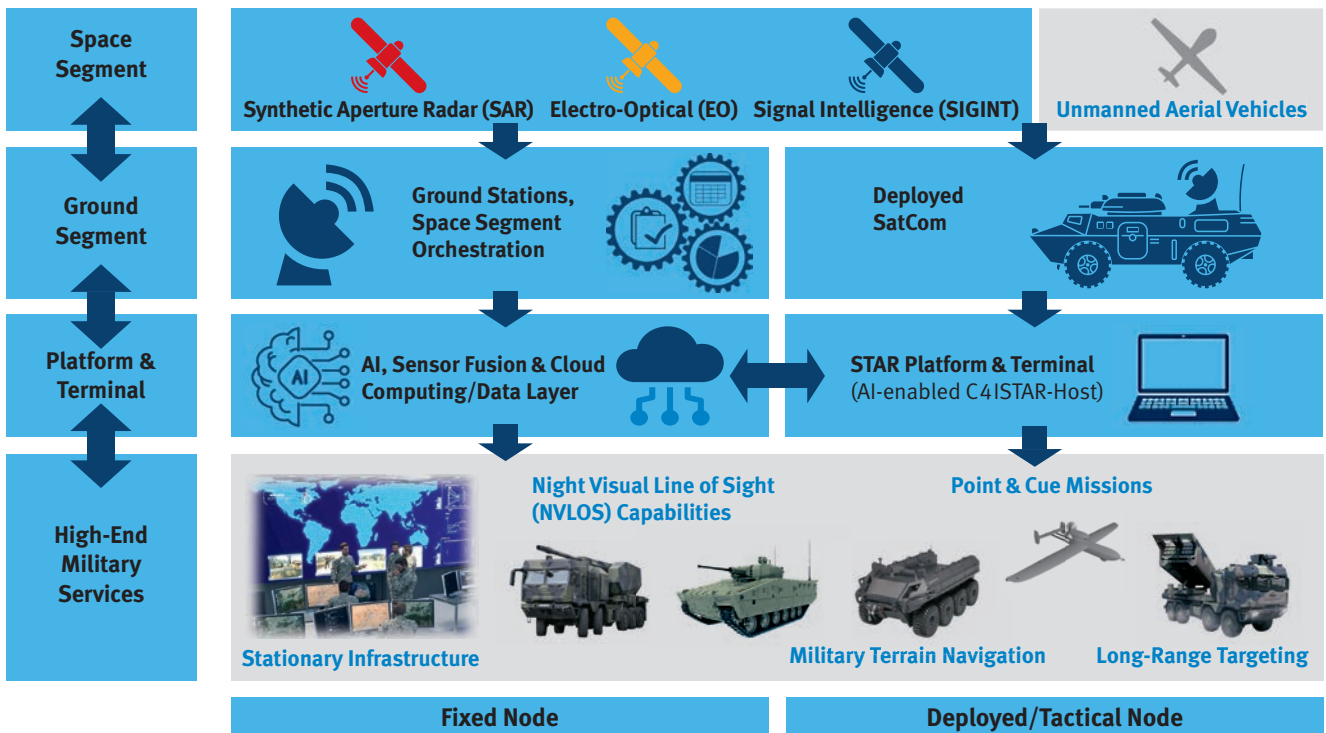 Space
Segment
Synthetic Aperture Radar (SAR)
Electro-Optical (EO)
Signal Intelligence (SIGINT)
Unmanned Aerial Vehicles
Ground
Segment
Ground Stations,
Space Segment
Orchestration
Deployed
SatCom
Platform &
Terminal
AI
AI, Sensor Fusion & Cloud
Computing/Data Layer
STAR Platform & Terminal
(AI-enabled C4ISTAR-Host)
High-End
Military
Services
Night Visual Line of Sight
(NVLOS) Capabilities
Point & Cue Missions
Stationary Infrastructure
Military Terrain Navigation
Long-Range Targeting
Fixed Node
Deployed/Tactical Node